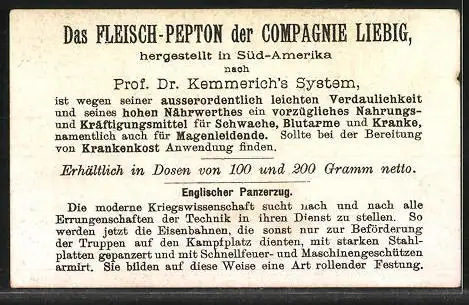 Das FLEISCH-PEPTON der COMPAGNIE LIEBIG,
hergestellt in Süd-Amerika
nach
Prof. Dr. Kemmerich's System,
ist wegen seiner ausserordentlich leichten Verdaulichkeit
und seines hohen Nährwerthes ein vorzügliches Nahrungs-
und Kräftigungsmittel für Schwache, Blutarme und Kranke,
namentlich auch für Magenleidende. Sollte bei der Bereitung
von Krankenkost Anwendung finden.
Erhältlich in Dosen von 100 und 200 Gramm netto.
Englischer Panzerzug.
Die moderne Kriegswissenschaft sucht nach und nach alle
Errungenschaften der Technik in ihren Dienst zu stellen. So
werden jetzt die Eisenbahnen, die sonst nur zur Beförderung
der Truppen auf den Kampfplatz dienten, mit starken Stahl-
platten gepanzert und mit Schnellfeuer- und Maschinengeschützen
armirt. Sie bilden auf diese Weise eine Art rollender Festung.